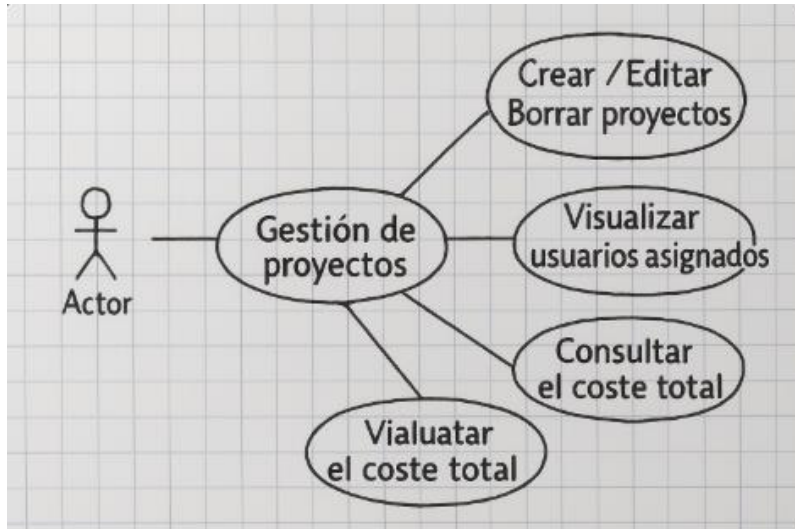 Crear / Editar
Borrar proyectos
Gestión de
proyectos
Visualizar
usuarios asignados
Actor
Consultar
el coste total
Vialuatar
el coste total